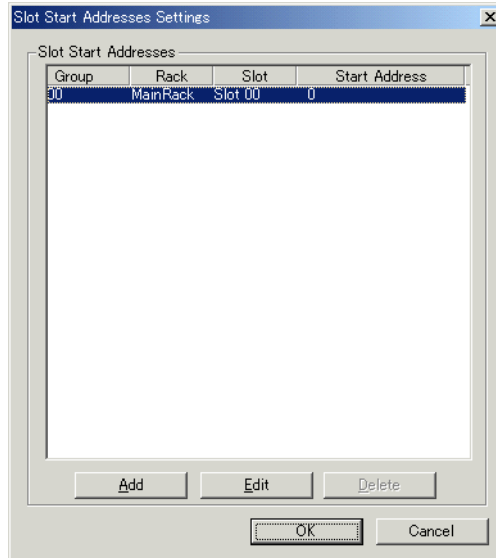 Slot Start Addresses Settings
Slot Start Addresses
Group Rack Slot Start Address
00 MainRack Slot 00 0
Add Edit Delete
OK Cancel